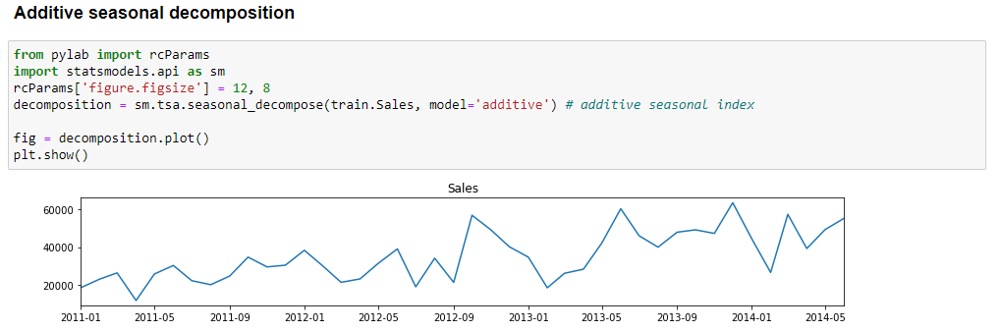 Additive seasonal decomposition
from pylab import rcParams
import statsmodels.api as sm
rcParams['figure.figsize'] = 12, 8
decomposition = sm.tsa.seasonal_decompose(train.Sales, model='additive') # additive seasonal index
fig = decomposition.plot()
plt.show()
Sales
60000
40000
20000
2011-01 2011-05 2011-09 2012-01 2012-05 2012-09 2013-01 2013-05 2013-09 2014-01 2014-05